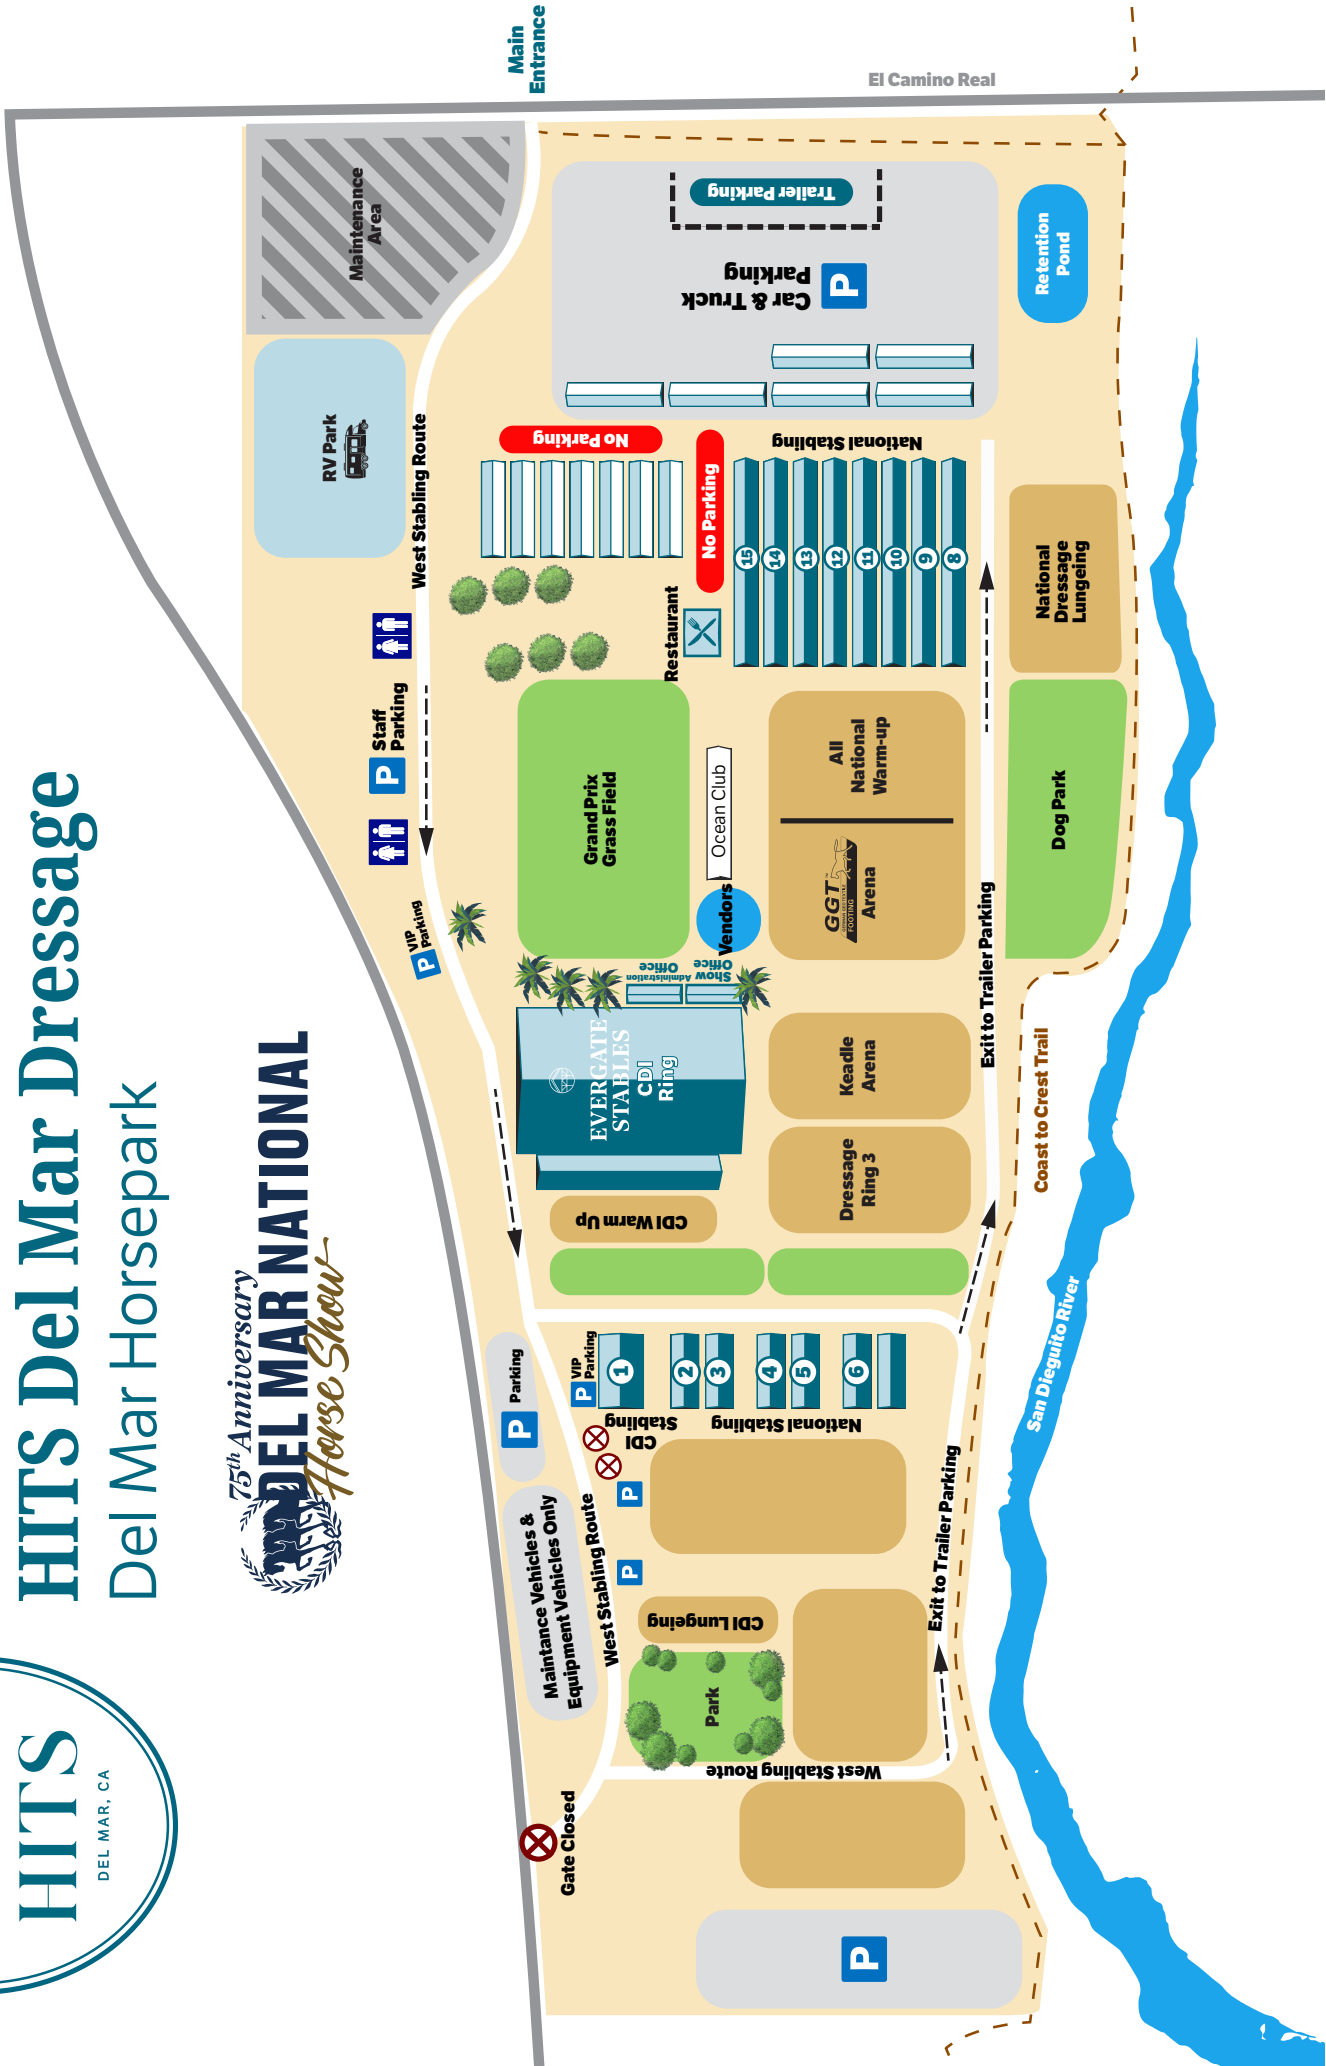 HITS
DEL MAR, CA
HITS Del Mar Dressage
Del Mar Horsepark
75th Anniversary
DEL MAR NATIONAL
Horse Show
Main
Entrance
El Camino Real
Maintenance
Area
Trailer Parking
Car & Truck
Parking
P
Retention
Pond
RV Park
West Stabling Route
No Parking
No Parking
National Stabling
15
14
13
12
11
10
9
8
Restaurant
National
Dressage
Lungeing
P
Staff
Parking
P
VIP
Parking
Grand Prix
Grass Field
Ocean Club
Vendors
All
National
Warm-up
GGT™
FOOTING
Arena
Dog Park
Exit to Trailer Parking
Administration
Office
Show
Office
EVERGATE
STABLES
CDI
Ring
Keadle
Arena
Dressage
Ring 3
CDI Warm Up
Coast to Crest Trail
San Dieguito River
P
Parking
P
VIP
Parking
1
2
3
4
5
6
CDI
Stabling
National Stabling
P
P
Maintance Vehicles &
Equipment Vehicles Only
West Stabling Route
CDI Lungeing
Park
Exit to Trailer Parking
West Stabling Route
Gate Closed
P